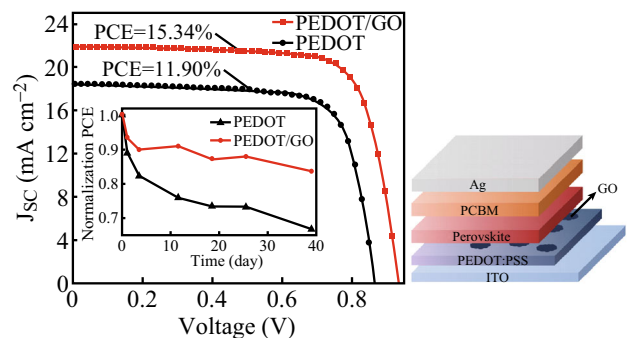 24
20
16
12
8
4
0
J_SC (mA cm⁻²)
PEDOT/GO
PEDOT
PCE=15.34%
PCE=11.90%
1.0
0.9
0.8
0.7
Normalization PCE
PEDOT
PEDOT/GO
0 10 20 30 40
Time (day)
0 0.2 0.4 0.6 0.8
Voltage (V)
GO
Ag
PCBM
Perovskite
PEDOT:PSS
ITO